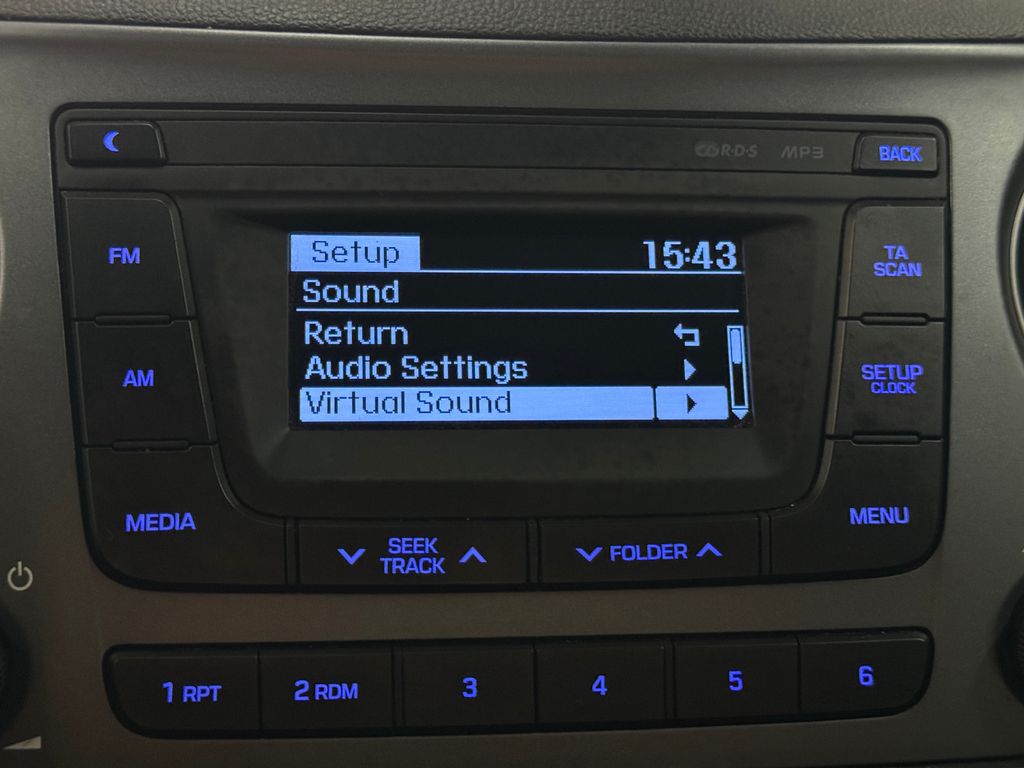 R·D·S MP3 BACK
FM
Setup 15:43
TA
SCAN
Sound
Return
Audio Settings
Virtual Sound
AM
SETUP
CLOCK
MEDIA
SEEK
TRACK
FOLDER
MENU
1 RPT 2 RDM 3 4 5 6